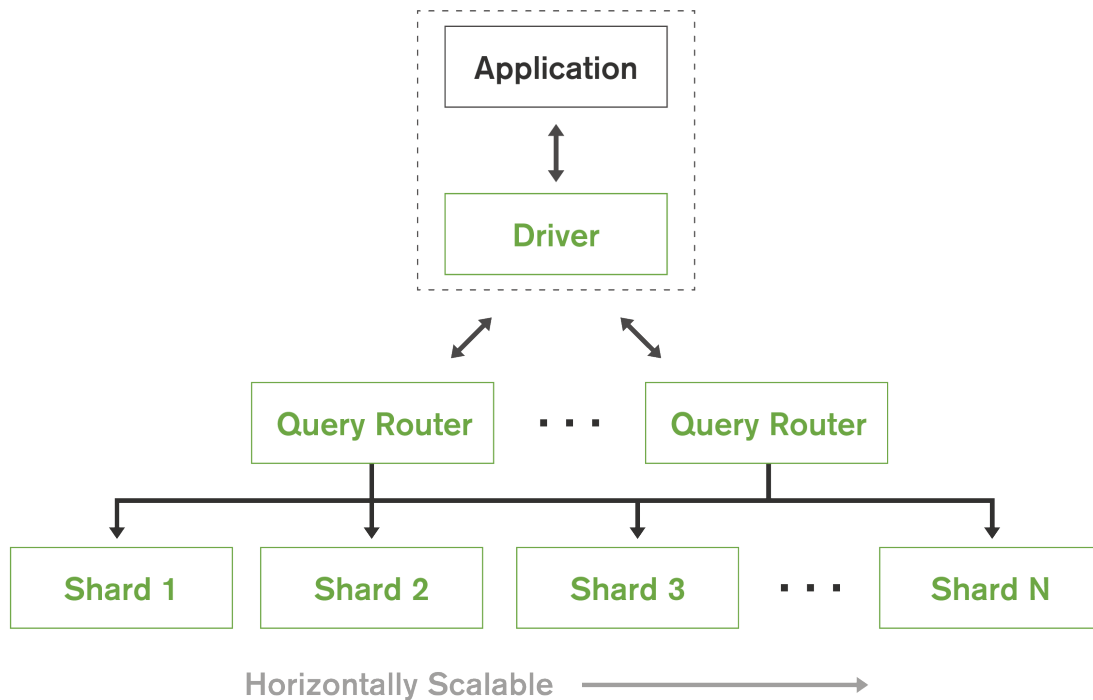 Application
Driver
Query Router
. . .
Query Router
Shard 1
Shard 2
Shard 3
. . .
Shard N
Horizontally Scalable